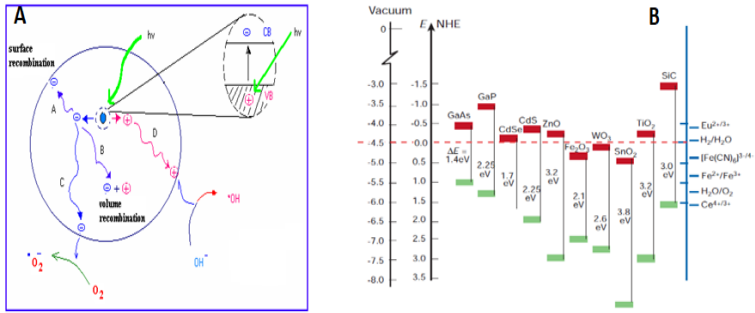 A
hv
CB
hv
VB
surface
recombination
A
B
C
D
volume
recombination
•OH
OH⁻
•O₂⁻
O₂
B
Vacuum
E NHE
0
-3.0
-3.5
-4.0
-4.5
-5.0
-5.5
-6.0
-6.5
-7.0
-7.5
-8.0
-1.5
-1.0
-0.5
0.0
0.5
1.0
1.5
2.0
2.5
3.0
3.5
GaAs
ΔE =
1.4eV
GaP
2.25
eV
CdSe
1.7
eV
CdS
2.25
eV
ZnO
3.2
eV
Fe₂O₃
2.1
eV
WO₃
2.6
eV
SnO₂
3.8
eV
TiO₂
3.2
eV
SiC
3.0
eV
Eu²⁺/³⁺
H₂/H₂O
[Fe(CN)₆]³⁻/⁴⁻
Fe²⁺/Fe³⁺
H₂O/O₂
Ce⁴⁺/³⁺